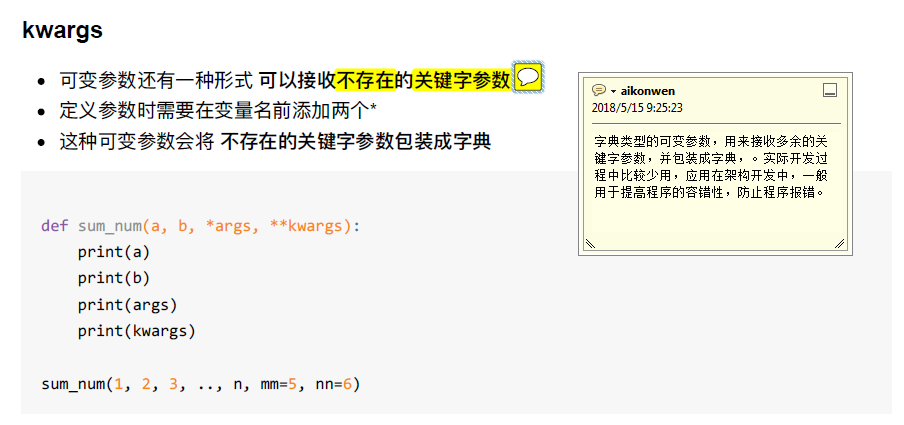 kwargs
可变参数还有一种形式 可以接收不存在的关键字参数
定义参数时需要在变量名前添加两个*
这种可变参数会将 不存在的关键字参数包装成字典
aikonwen
2018/5/15 9:25:23
字典类型的可变参数，用来接收多余的关
键字参数，并包装成字典，。实际开发过
程中比较少用，应用在架构开发中，一般
用于提高程序的容错性，防止程序报错。
def sum_num(a, b, *args, **kwargs):
    print(a)
    print(b)
    print(args)
    print(kwargs)
sum_num(1, 2, 3, .., n, mm=5, nn=6)